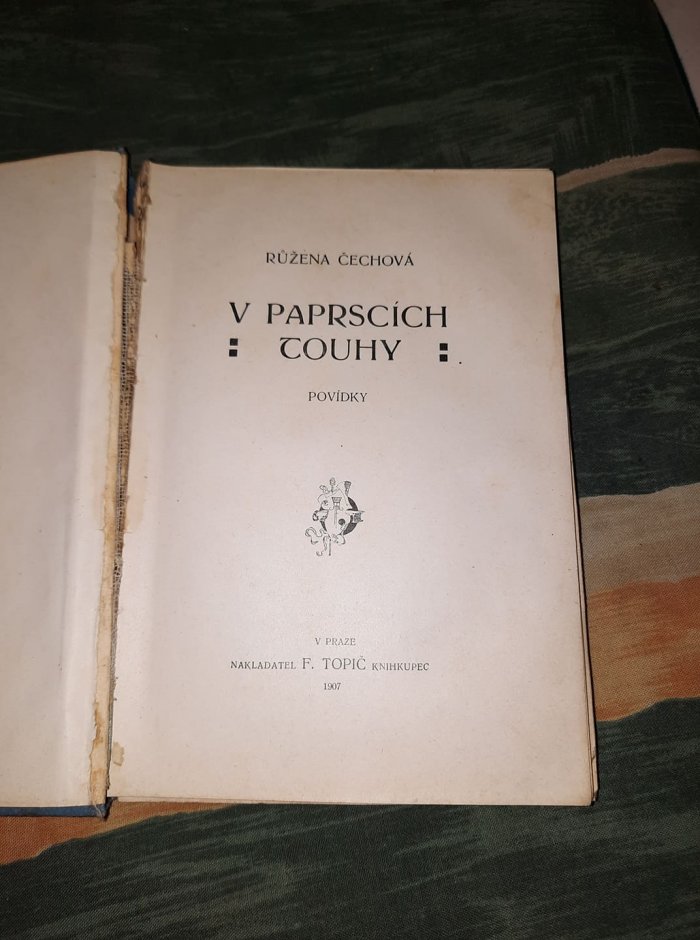 RŮŽENA ČECHOVÁ
V PAPRSCÍCH
TOUHY
POVÍDKY
V PRAZE
NAKLADATEL F. TOPIČ KNIHKUPEC
1907